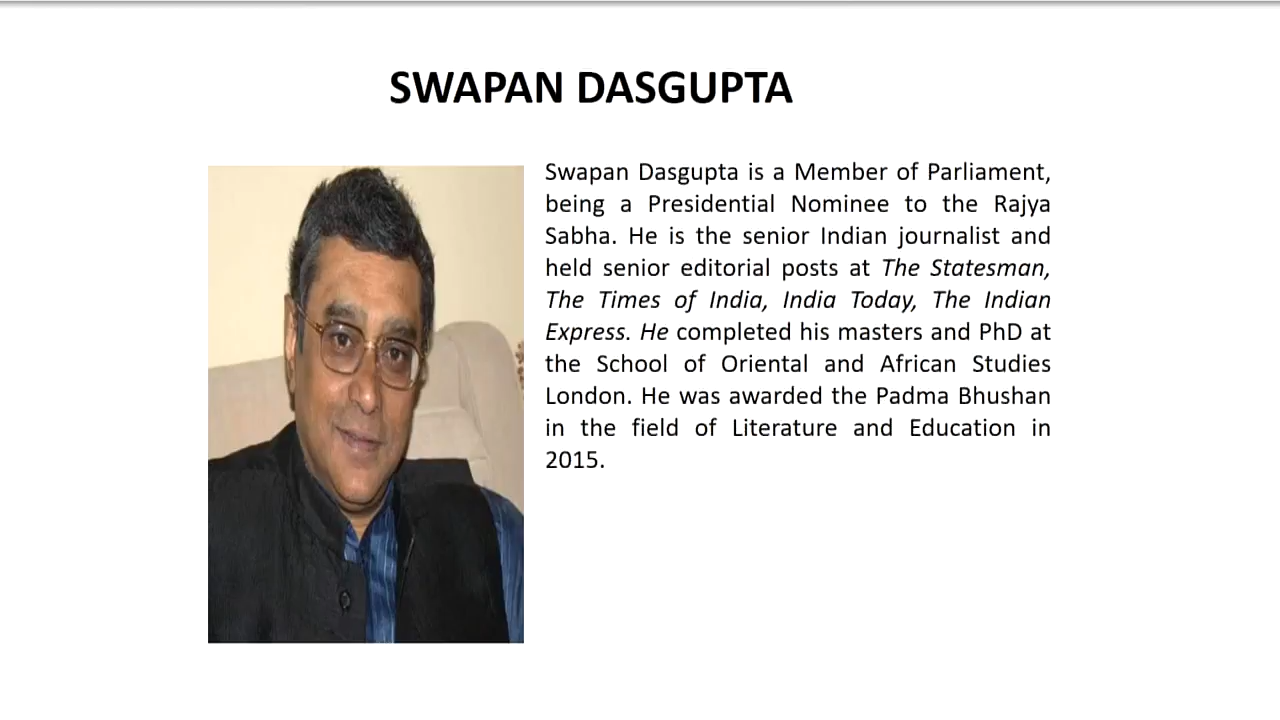 SWAPAN DASGUPTA
Swapan Dasgupta is a Member of Parliament,
being a Presidential Nominee to the Rajya
Sabha. He is the senior Indian journalist and
held senior editorial posts at The Statesman,
The Times of India, India Today, The Indian
Express. He completed his masters and PhD at
the School of Oriental and African Studies
London. He was awarded the Padma Bhushan
in the field of Literature and Education in
2015.